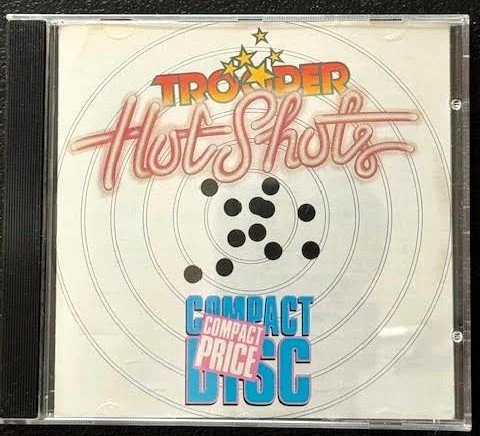 TROOPER
Hot Shots
COMPACT
COMPACT
PRICE
DISC